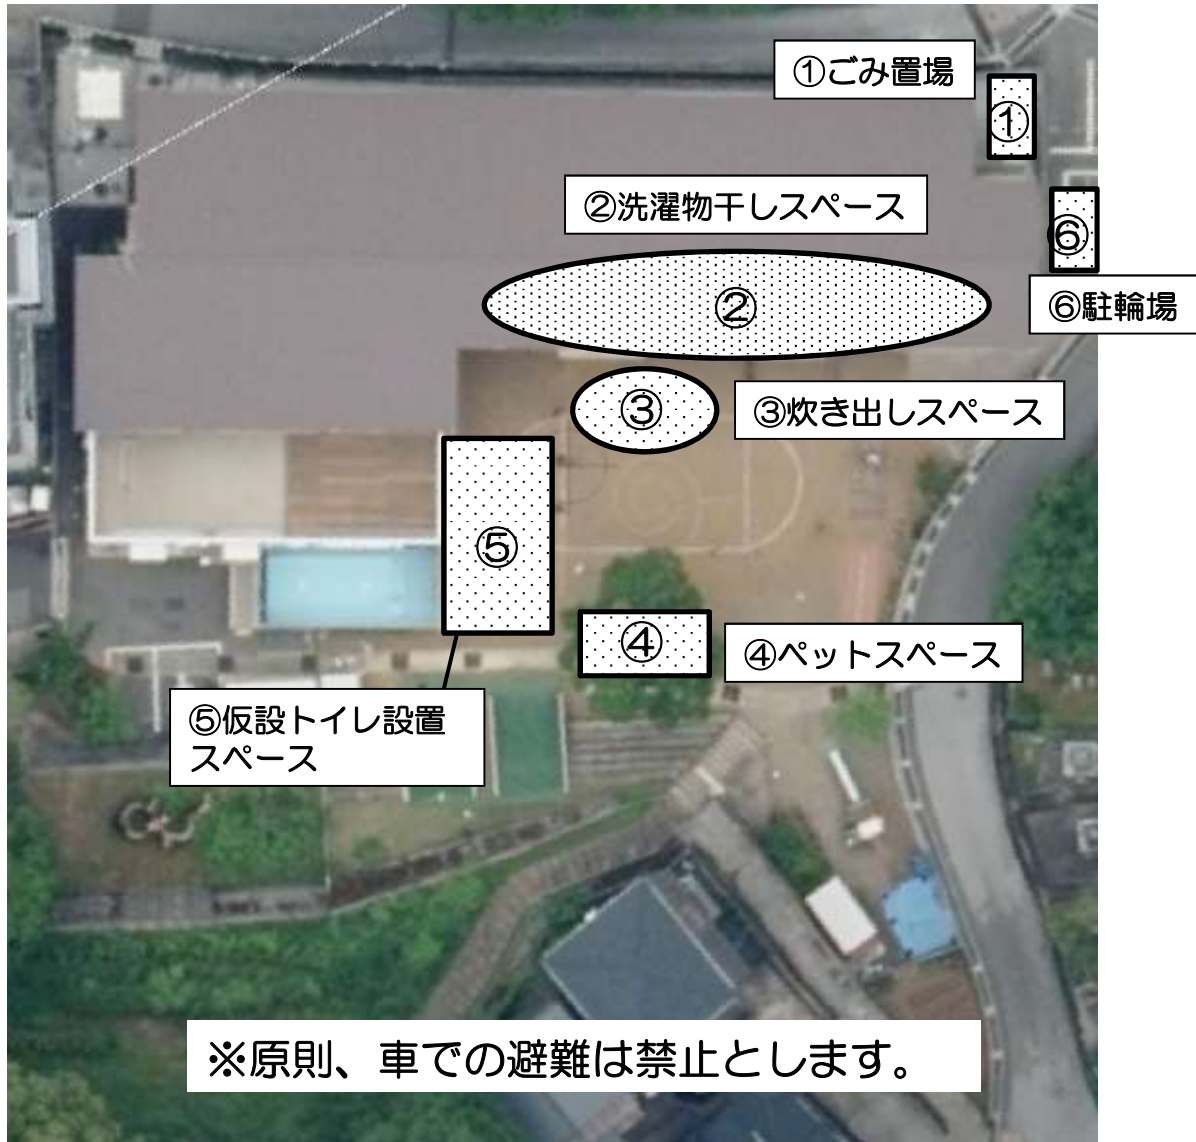 ①ごみ置場
①
②洗濯物干しスペース
⑥
②
⑥駐輪場
③
③炊き出しスペース
⑤
④
④ペットスペース
⑤仮設トイレ設置
スペース
※原則、車での避難は禁止とします。